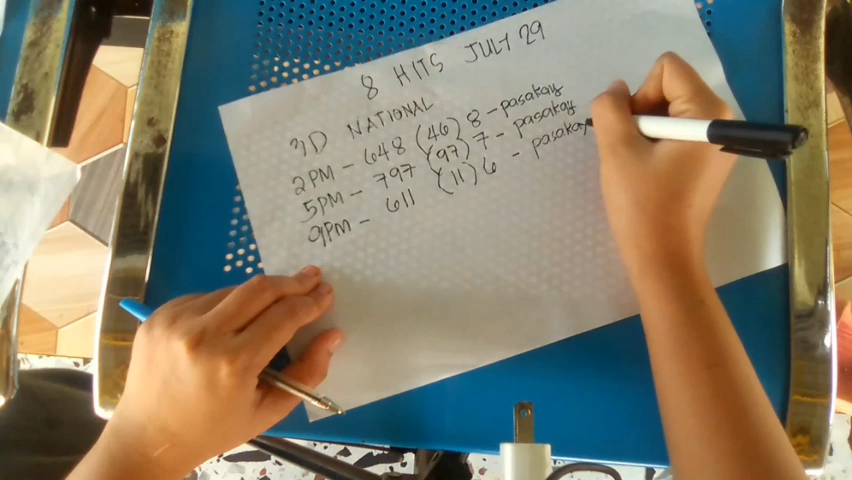 8 HITS JULY 29
3D NATIONAL
2PM - 648 (46) 8 - pasakay
5PM - 797 (97) 7 - pasakay
9PM - 611 (11) 6 - pasakay